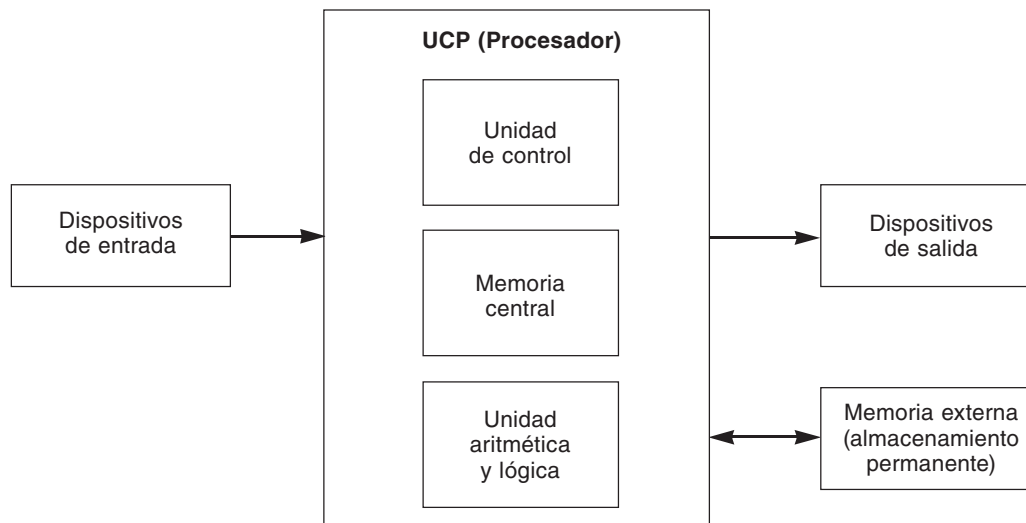 UCP (Procesador)
Unidad
de control
Dispositivos
de entrada
Memoria
central
Unidad
aritmética
y lógica
Dispositivos
de salida
Memoria externa
(almacenamiento
permanente)